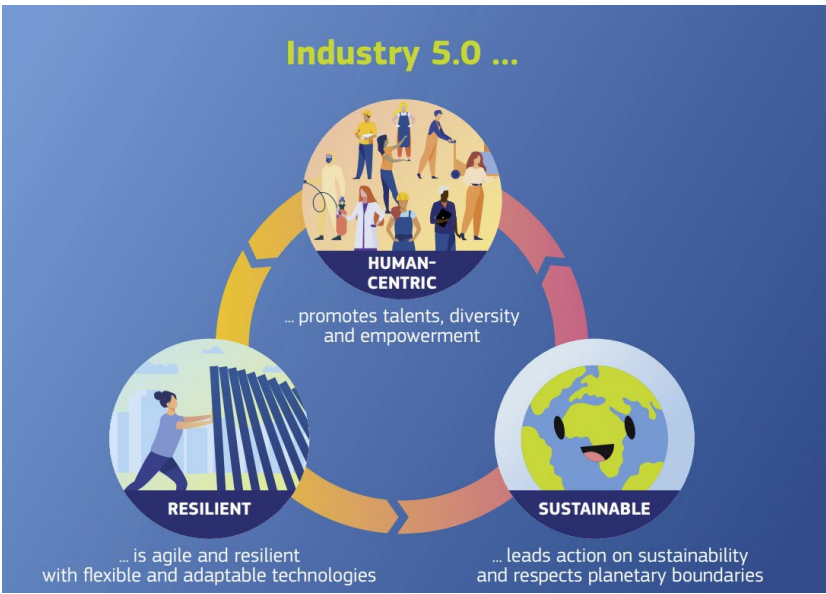 Industry 5.0 ...
HUMAN-
CENTRIC
... promotes talents, diversity
and empowerment
RESILIENT
... is agile and resilient
with flexible and adaptable technologies
SUSTAINABLE
... leads action on sustainability
and respects planetary boundaries